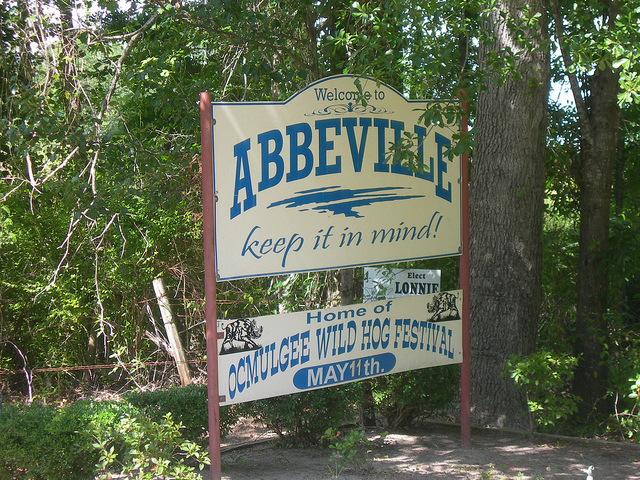 Welcome to
ABBEVILLE
keep it in mind!
Elect
LONNIE
Home of
OCMULGEE WILD HOG FESTIVAL
MAY 11th.